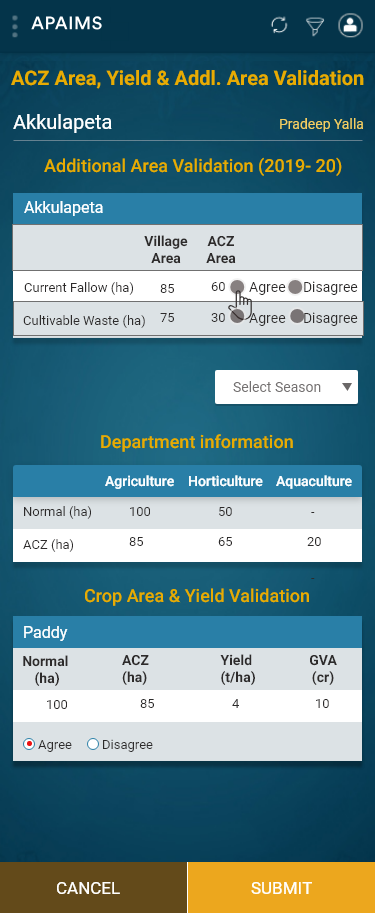 APAIMS
ACZ Area, Yield & Addl. Area Validation
Akkulapeta Pradeep Yalla
Additional Area Validation (2019- 20)
Akkulapeta
Village Area ACZ Area
Current Fallow (ha) 85 60 Agree Disagree
Cultivable Waste (ha) 75 30 Agree Disagree
Select Season
Department information
Agriculture Horticulture Aquaculture
Normal (ha) 100 50 -
ACZ (ha) 85 65 20
-
Crop Area & Yield Validation
Paddy
Normal (ha) ACZ (ha) Yield (t/ha) GVA (cr)
100 85 4 10
Agree Disagree
CANCEL SUBMIT